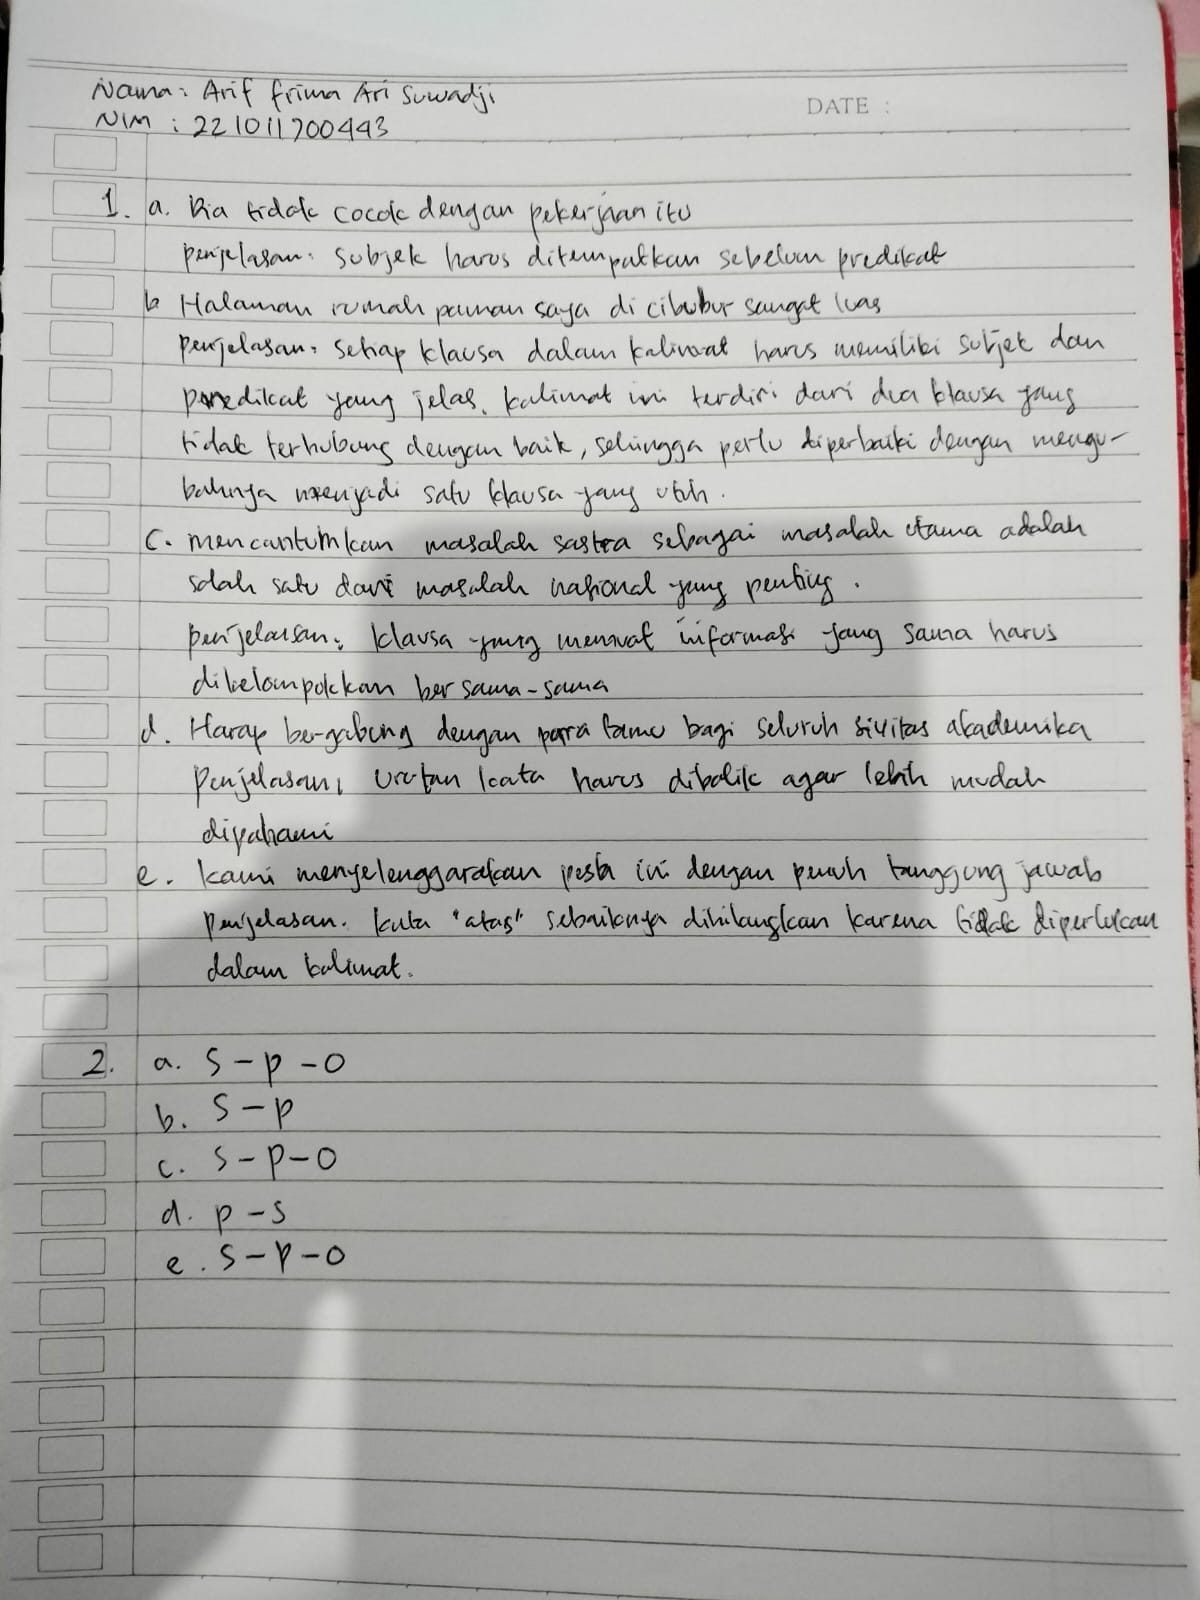 Nama: Arif frima Ari Suwadji
DATE :
NIM : 221011700443
1. a. Dia tidak cocok dengan pekerjaan itu
penjelasan: Subjek harus ditempatkan sebelum predikat
b Halaman rumah paman saya di cibubur sangat luas
penjelasan: Setiap klausa dalam kalimat harus memiliki subjek dan
predikat yang jelas. kalimat ini terdiri dari dua klausa yang
tidak terhubung dengan baik, sehingga perlu diperbaiki dengan mengu-
bahnya menjadi satu klausa yang utuh.
c. mencantumkan masalah sastra sebagai masalah utama adalah
salah satu dari masalah nasional yang penting.
penjelasan: klausa yang memuat informasi yang sama harus
dikelompokkan bersama-sama
d. Harap bergabung dengan para tamu bagi seluruh sivitas akademika
Penjelasan, urutan kata harus dibalik agar lebih mudah
dipahami
e. kami menyelenggarakan pesta ini dengan penuh tanggung jawab
penjelasan. kata "atas" sebaiknya dihilangkan karena tidak diperlukan
dalam kalimat.
2. a. S-p-o
b. S-p
c. S-p-o
d. p-s
e. S-p-o